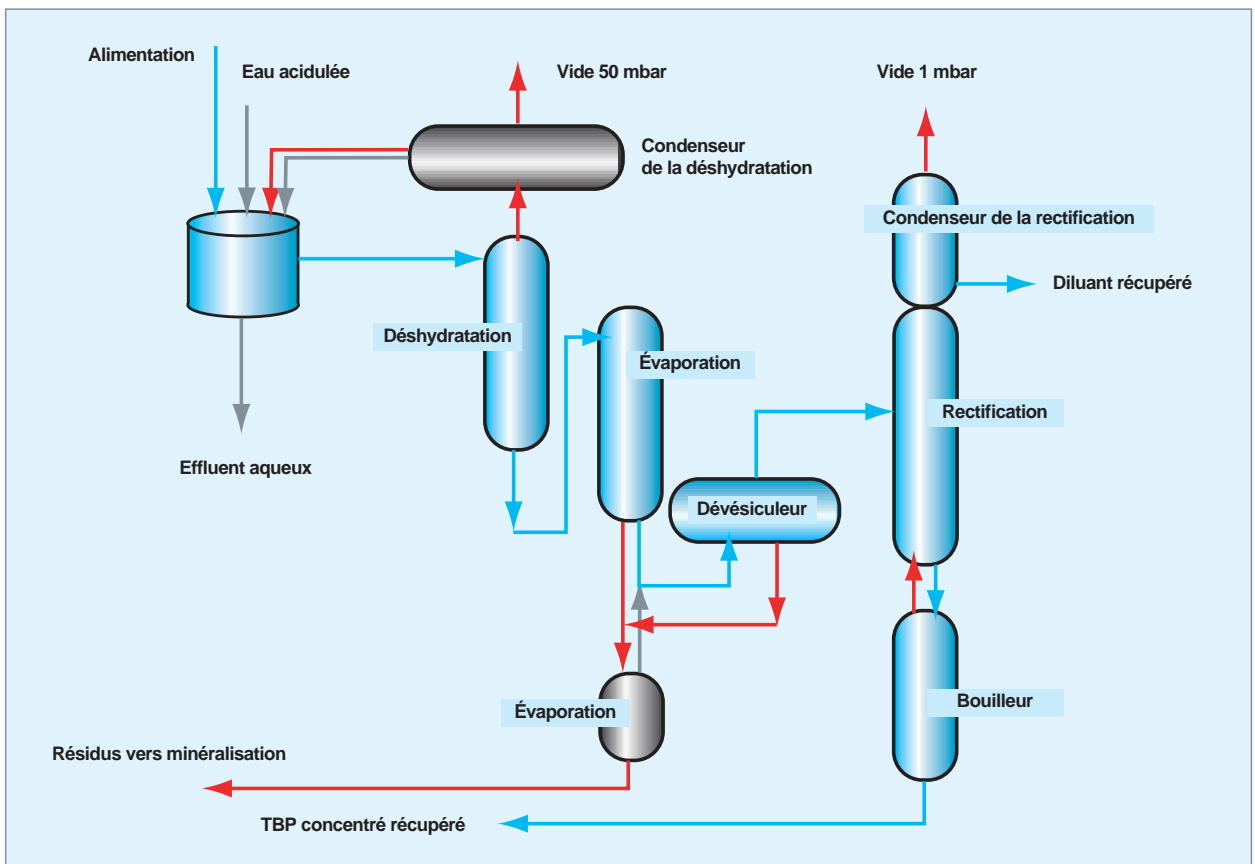 Alimentation
Eau acidulée
Vide 50 mbar
Vide 1 mbar
Condenseur
de la déshydratation
Condenseur de la rectification
Diluant récupéré
Déshydratation
Évaporation
Rectification
Effluent aqueux
Dévésiculeur
Évaporation
Bouilleur
Résidus vers minéralisation
TBP concentré récupéré